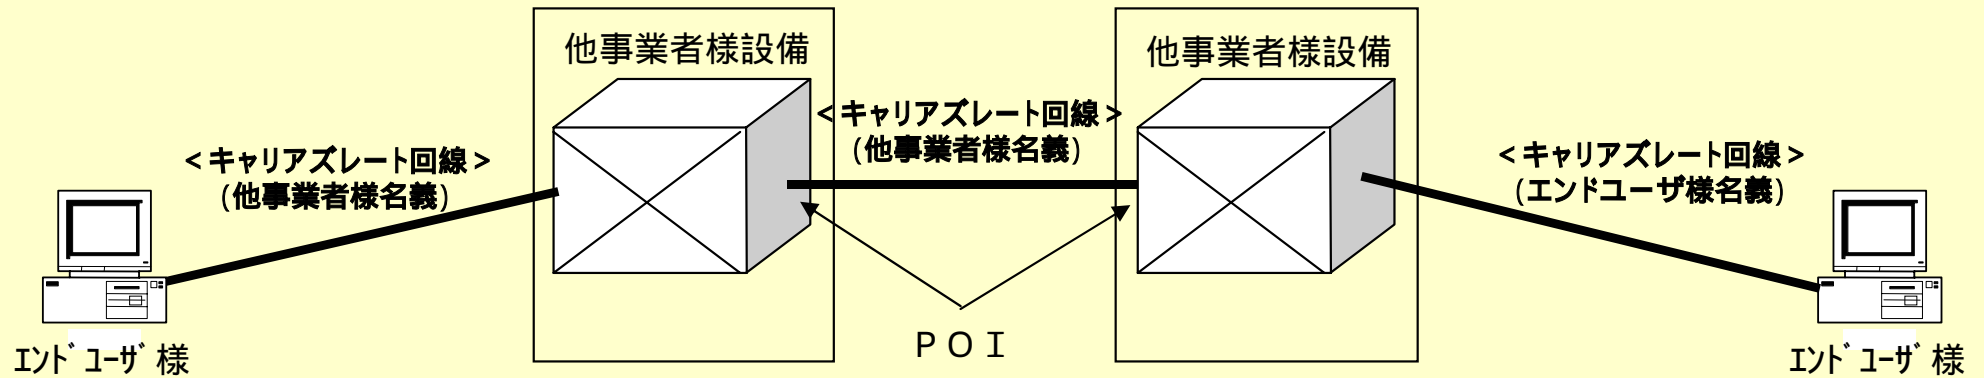 他事業者様設備
他事業者様設備
＜キャリアズレート回線＞
(他事業者様名義)
＜キャリアズレート回線＞
(他事業者様名義)
＜キャリアズレート回線＞
(エンドユーザ様名義)
ＰＯＩ
ｴﾝﾄﾞﾕｰｻﾞ様
ｴﾝﾄﾞﾕｰｻﾞ様